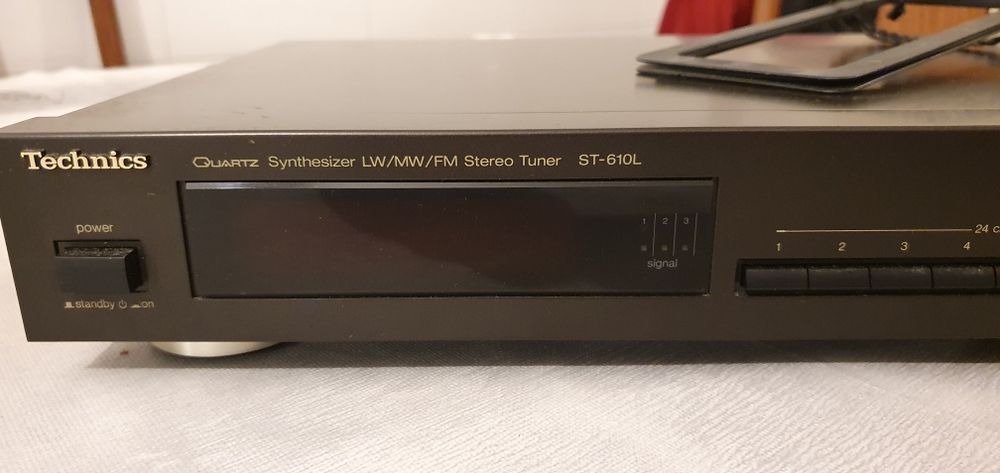 Technics
QUARTZ Synthesizer LW/MW/FM Stereo Tuner ST-610L
power
standby on
1 2 3
signal
24 c
1 2 3 4